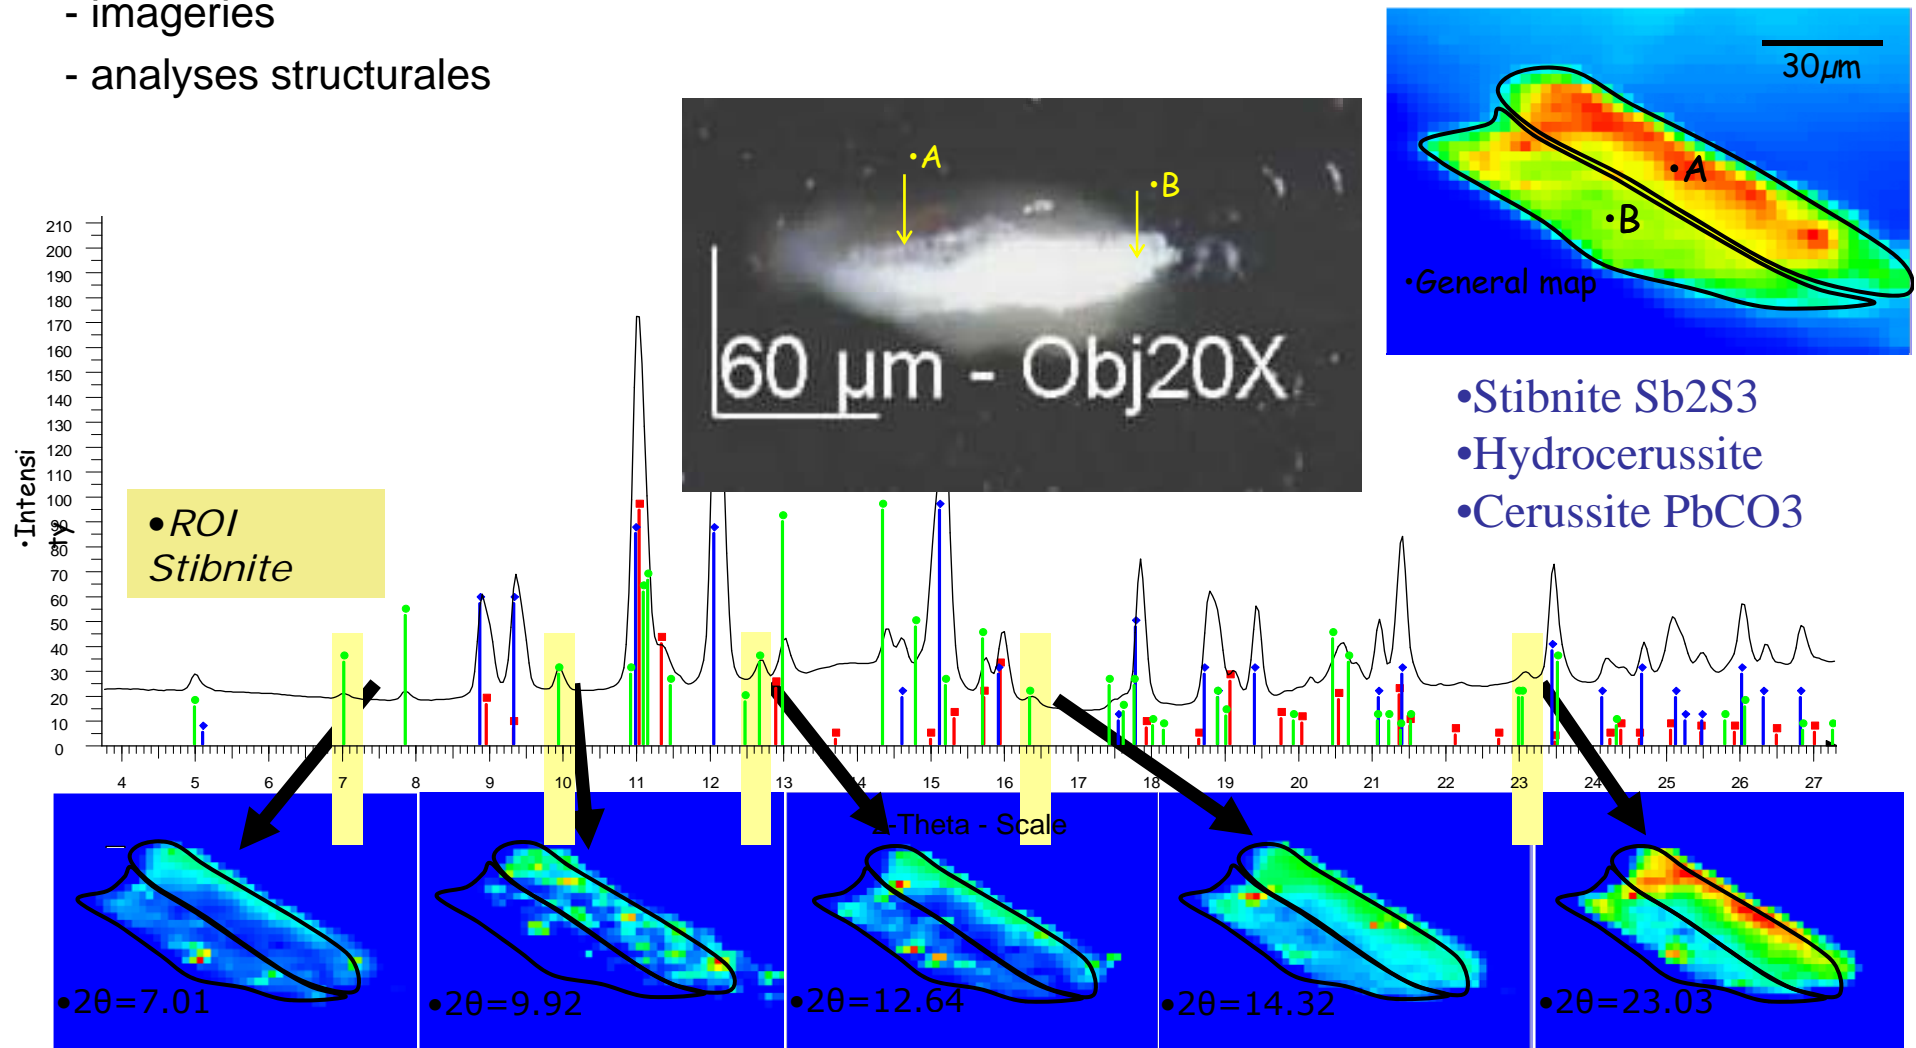 - imageries
- analyses structurales
30µm
•A
•B
•A
•B
•General map
60 µm - Obj20X
•Stibnite Sb2S3
•Hydrocerussite
•Cerussite PbCO3
•ROI
Stibnite
•Intensi
ty
210
200
190
180
170
160
150
140
130
120
110
100
90
80
70
60
50
40
30
20
10
0
4 5 6 7 8 9 10 11 12 13 14 15 16 17 18 19 20 21 22 23 24 25 26 27
2-Theta - Scale
•2θ=7.01
•2θ=9.92
•2θ=12.64
•2θ=14.32
•2θ=23.03